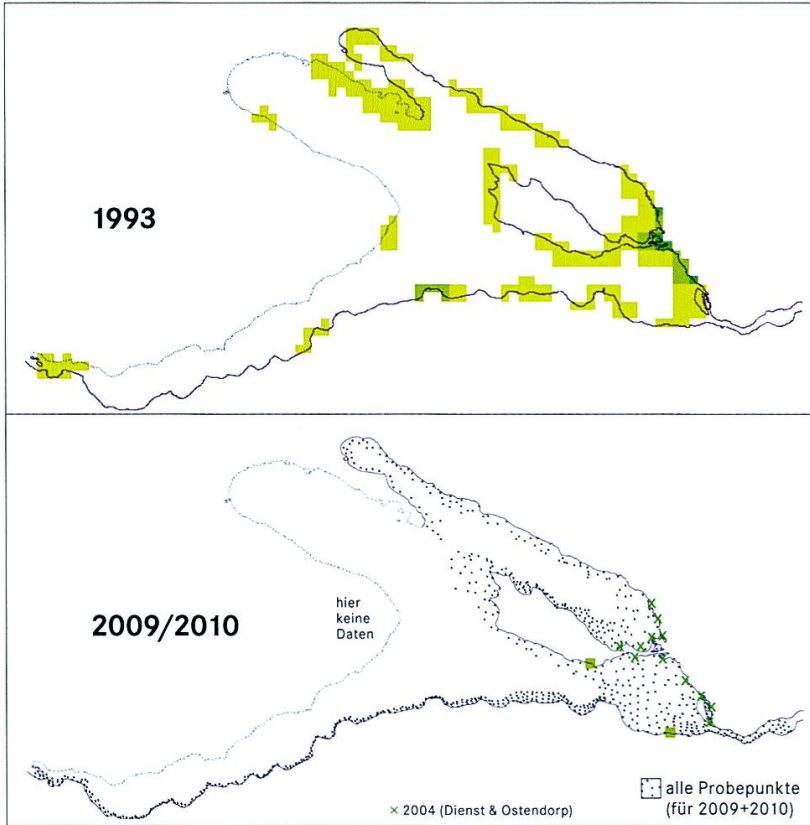 1993
2009/2010
hier
keine
Daten
× 2004 (Dienst & Ostendorp)
alle Probepunkte
(für 2009+2010)